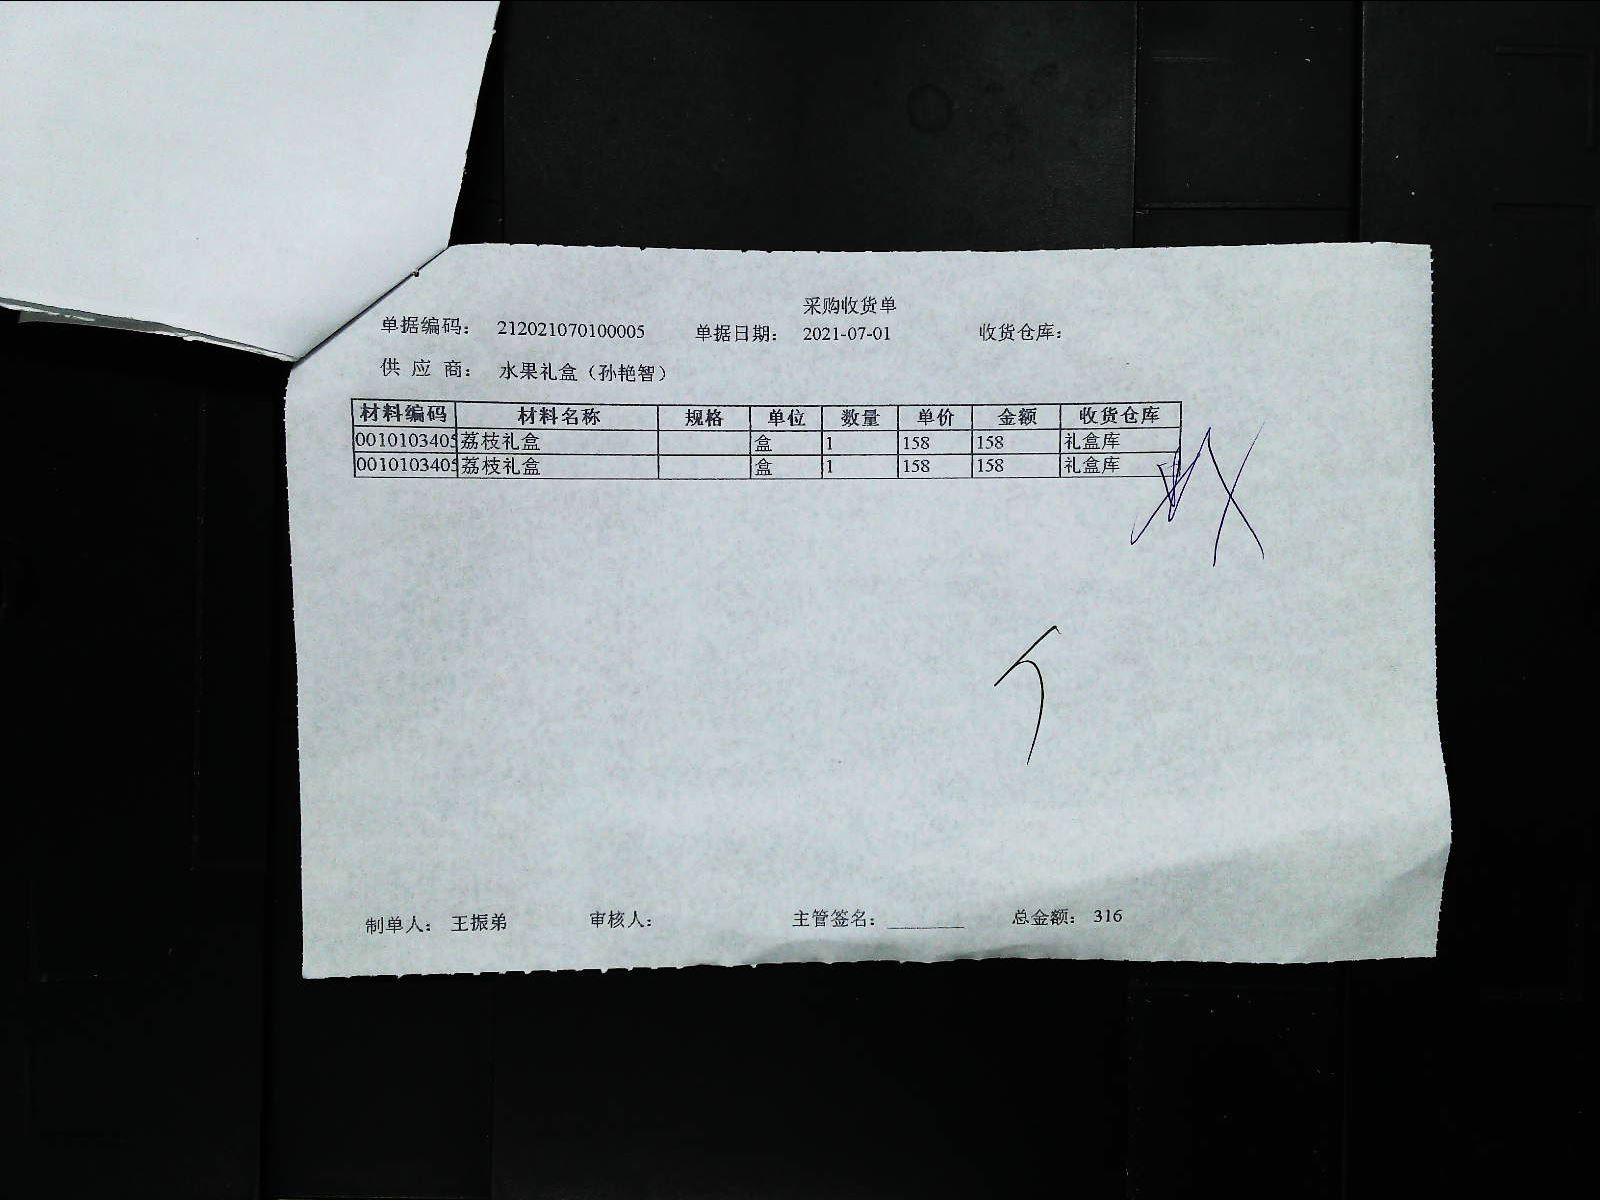 采购收货单
单据编码： 212021070100005 单据日期： 2021-07-01 收货仓库：
供 应 商： 水果礼盒（孙艳智）
材料编码 材料名称 规格 单位 数量 单价 金额 收货仓库
0010103405 荔枝礼盒 盒 1 158 158 礼盒库
0010103405 荔枝礼盒 盒 1 158 158 礼盒库
制单人： 王振弟 审核人： 主管签名： 总金额： 316